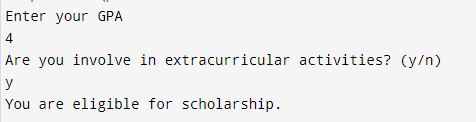 Enter your GPA
4
Are you involve in extracurricular activities? (y/n)
y
You are eligible for scholarship.